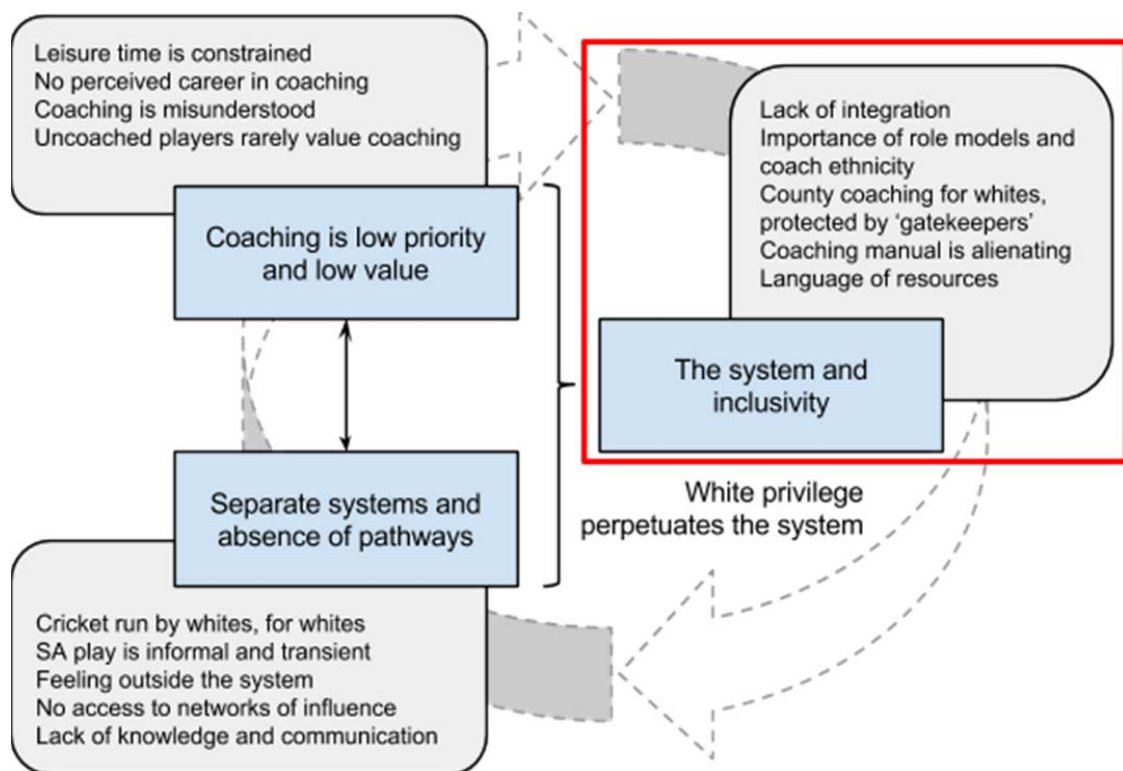 Leisure time is constrained
No perceived career in coaching
Coaching is misunderstood
Uncoached players rarely value coaching
Coaching is low priority
and low value
Lack of integration
Importance of role models and
coach ethnicity
County coaching for whites,
protected by ‘gatekeepers’
Coaching manual is alienating
Language of resources
The system and
inclusivity
White privilege
perpetuates the system
Separate systems and
absence of pathways
Cricket run by whites, for whites
SA play is informal and transient
Feeling outside the system
No access to networks of influence
Lack of knowledge and communication